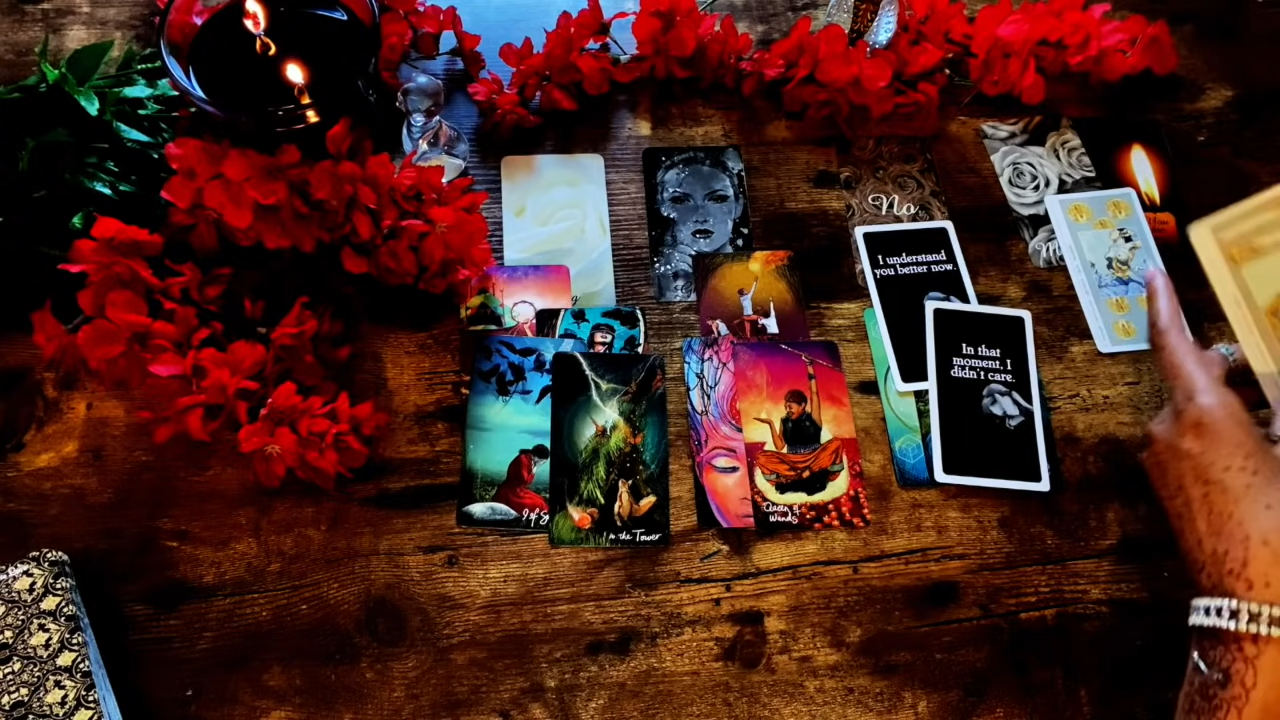 No
I understand
you better now.
In that
moment, I
didn't care.
9 of S
the Tower
Queen of
Wands